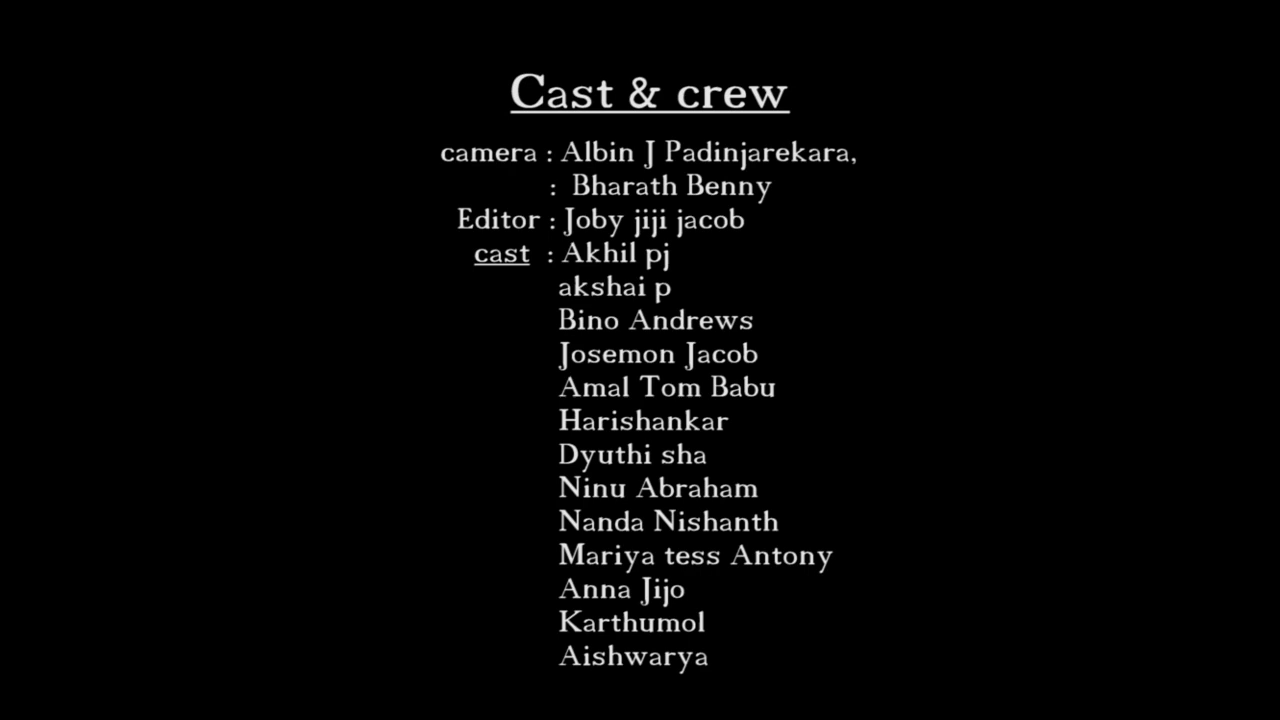 Cast & crew
camera : Albin J Padinjarekara,
: Bharath Benny
Editor : Joby jiji jacob
cast : Akhil pj
akshai p
Bino Andrews
Josemon Jacob
Amal Tom Babu
Harishankar
Dyuthi sha
Ninu Abraham
Nanda Nishanth
Mariya tess Antony
Anna Jijo
Karthumol
Aishwarya